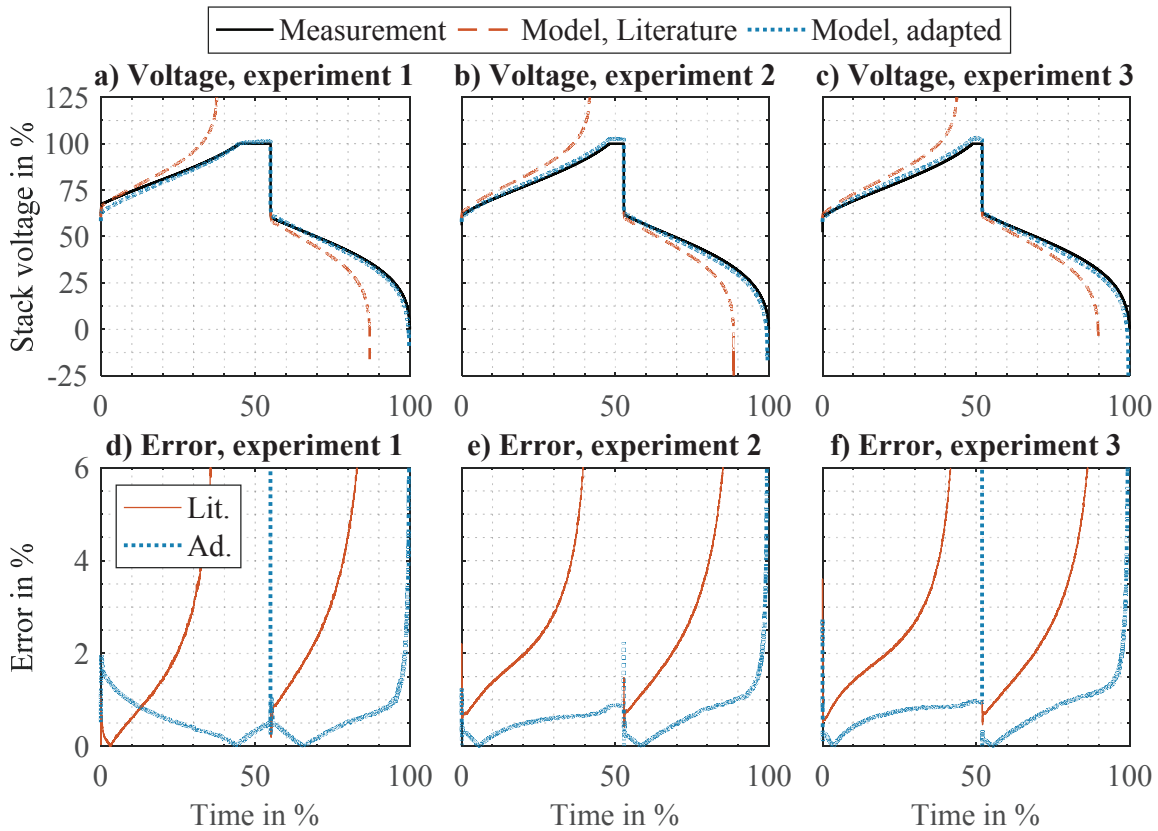 Measurement Model, Literature Model, adapted
a) Voltage, experiment 1 b) Voltage, experiment 2 c) Voltage, experiment 3
Stack voltage in %
125
100
75
50
25
0
-25
0 50 100 0 50 100 0 50 100
d) Error, experiment 1 e) Error, experiment 2 f) Error, experiment 3
Error in %
6
4
2
0
Lit.
Ad.
0 50 100 0 50 100 0 50 100
Time in % Time in % Time in %